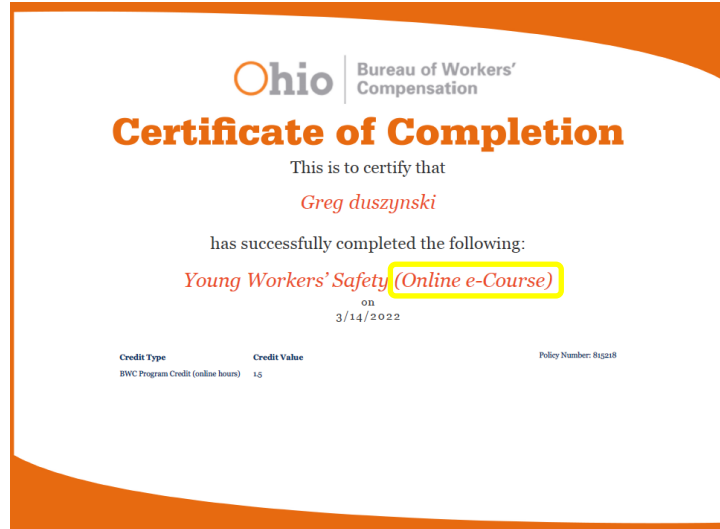 Ohio Bureau of Workers'
Compensation
Certificate of Completion
This is to certify that
Greg duszynski
has successfully completed the following:
Young Workers' Safety (Online e-Course)
on
3/14/2022
Credit Type Credit Value Policy Number: 815218
BWC Program Credit (online hours) 1.5